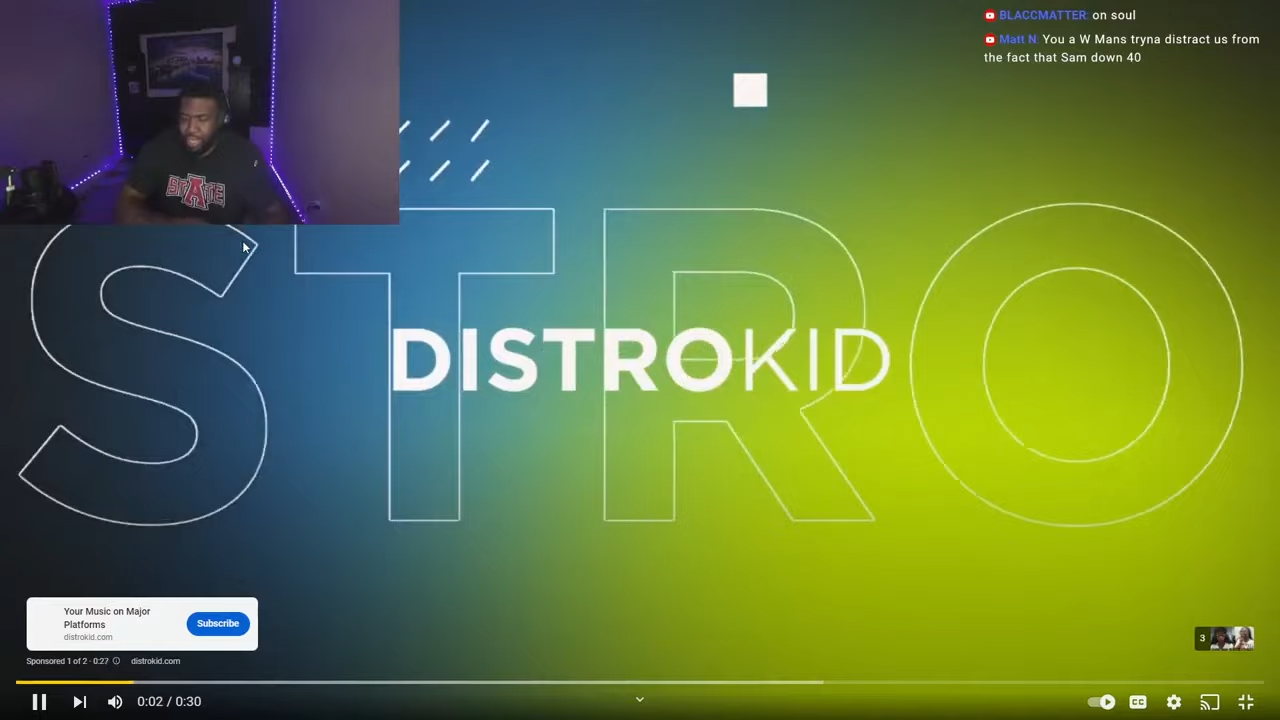 BLACCMATTER: on soul
Matt N: You a W Mans tryna distract us from
the fact that Sam down 40
STATE
STRO
DISTROKID
Your Music on Major
Platforms
distrokid.com
Subscribe
Sponsored 1 of 2 · 0:27
distrokid.com
3
0:02 / 0:30
CC